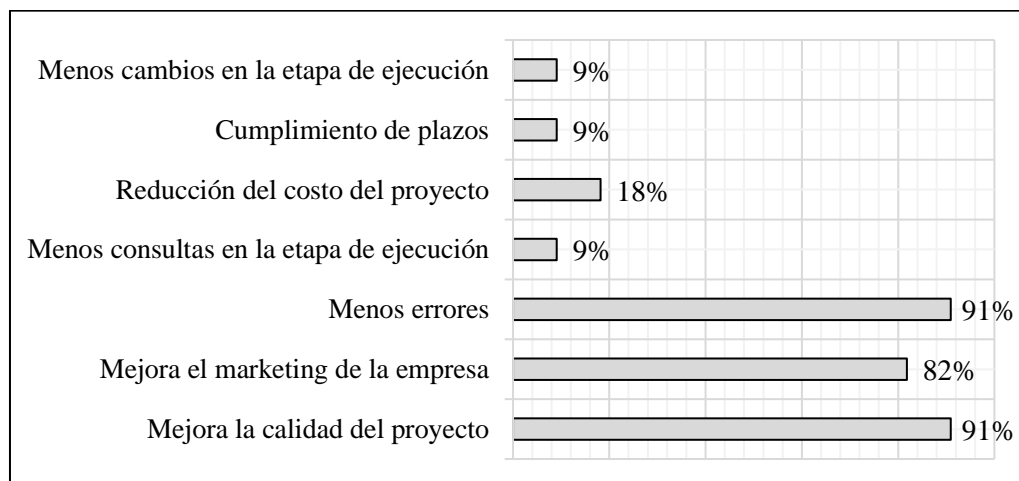 Menos cambios en la etapa de ejecución 9%
Cumplimiento de plazos 9%
Reducción del costo del proyecto 18%
Menos consultas en la etapa de ejecución 9%
Menos errores 91%
Mejora el marketing de la empresa 82%
Mejora la calidad del proyecto 91%